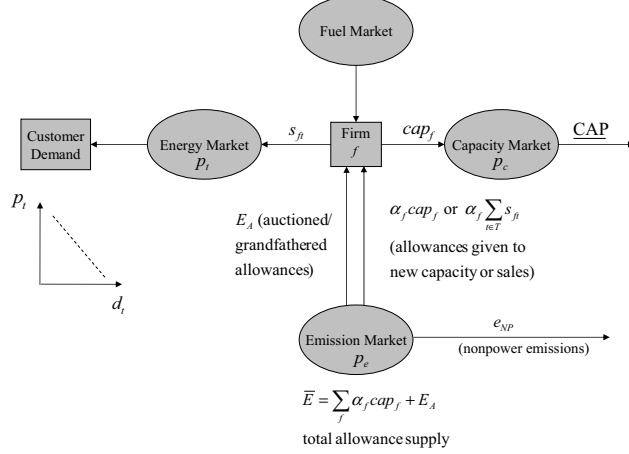 Fuel Market
Customer
Demand
Energy Market
p_t
s_ft
Firm
f
cap_f
Capacity Market
p_c
CAP
p_t
d_t
E_A (auctioned/
grandfathered
allowances)
α_f cap_f or α_f ∑_{t∈T} s_ft
(allowances given to
new capacity or sales)
Emission Market
p_e
e_NP
(nonpower emissions)
E̅ = ∑_f α_f cap_f + E_A
total allowance supply